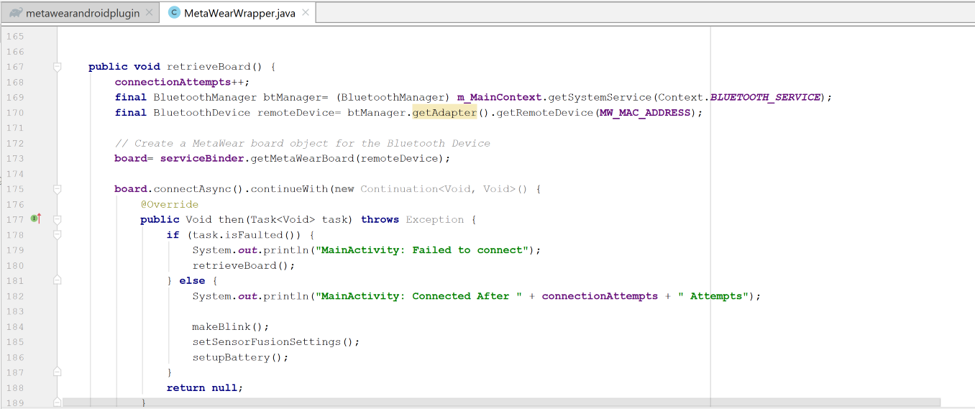 metawearandroidplugin MetaWearWrapper.java
165
166
167 public void retrieveBoard() {
168 connectionAttempts++;
169 final BluetoothManager btManager= (BluetoothManager) m_MainContext.getSystemService(Context.BLUETOOTH_SERVICE);
170 final BluetoothDevice remoteDevice= btManager.getAdapter().getRemoteDevice(MW_MAC_ADDRESS);
171
172 // Create a MetaWear board object for the Bluetooth Device
173 board= serviceBinder.getMetaWearBoard(remoteDevice);
174
175 board.connectAsync().continueWith(new Continuation<Void, Void>() {
176 @Override
177 public Void then(Task<Void> task) throws Exception {
178 if (task.isFaulted()) {
179 System.out.println("MainActivity: Failed to connect");
180 retrieveBoard();
181 } else {
182 System.out.println("MainActivity: Connected After " + connectionAttempts + " Attempts");
183
184 makeBlink();
185 setSensorFusionSettings();
186 setupBattery();
187 }
188 return null;
189 }